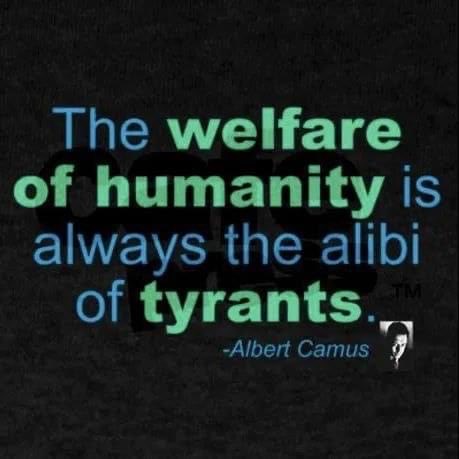 The welfare
of humanity is
always the alibi
of tyrants.
TM
-Albert Camus